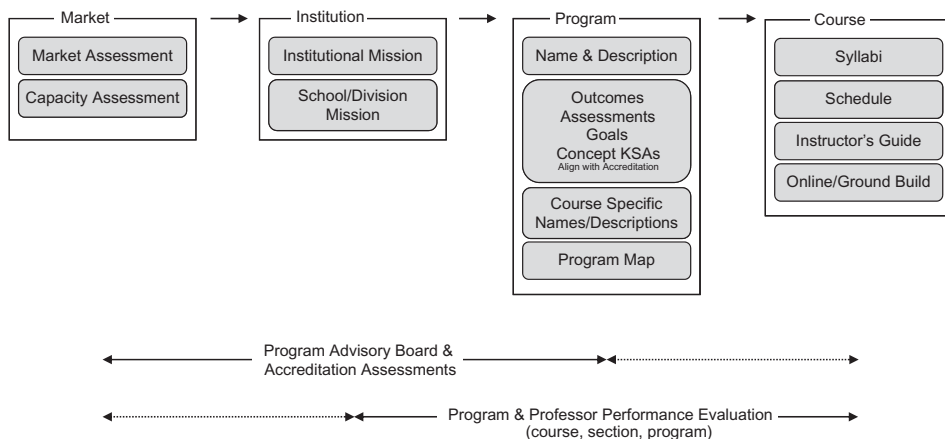 Market
Market Assessment
Capacity Assessment
Institution
Institutional Mission
School/Division
Mission
Program
Name & Description
Outcomes
Assessments
Goals
Concept KSAs
Align with Accreditation
Course Specific
Names/Descriptions
Program Map
Course
Syllabi
Schedule
Instructor's Guide
Online/Ground Build
Program Advisory Board &
Accreditation Assessments
Program & Professor Performance Evaluation
(course, section, program)